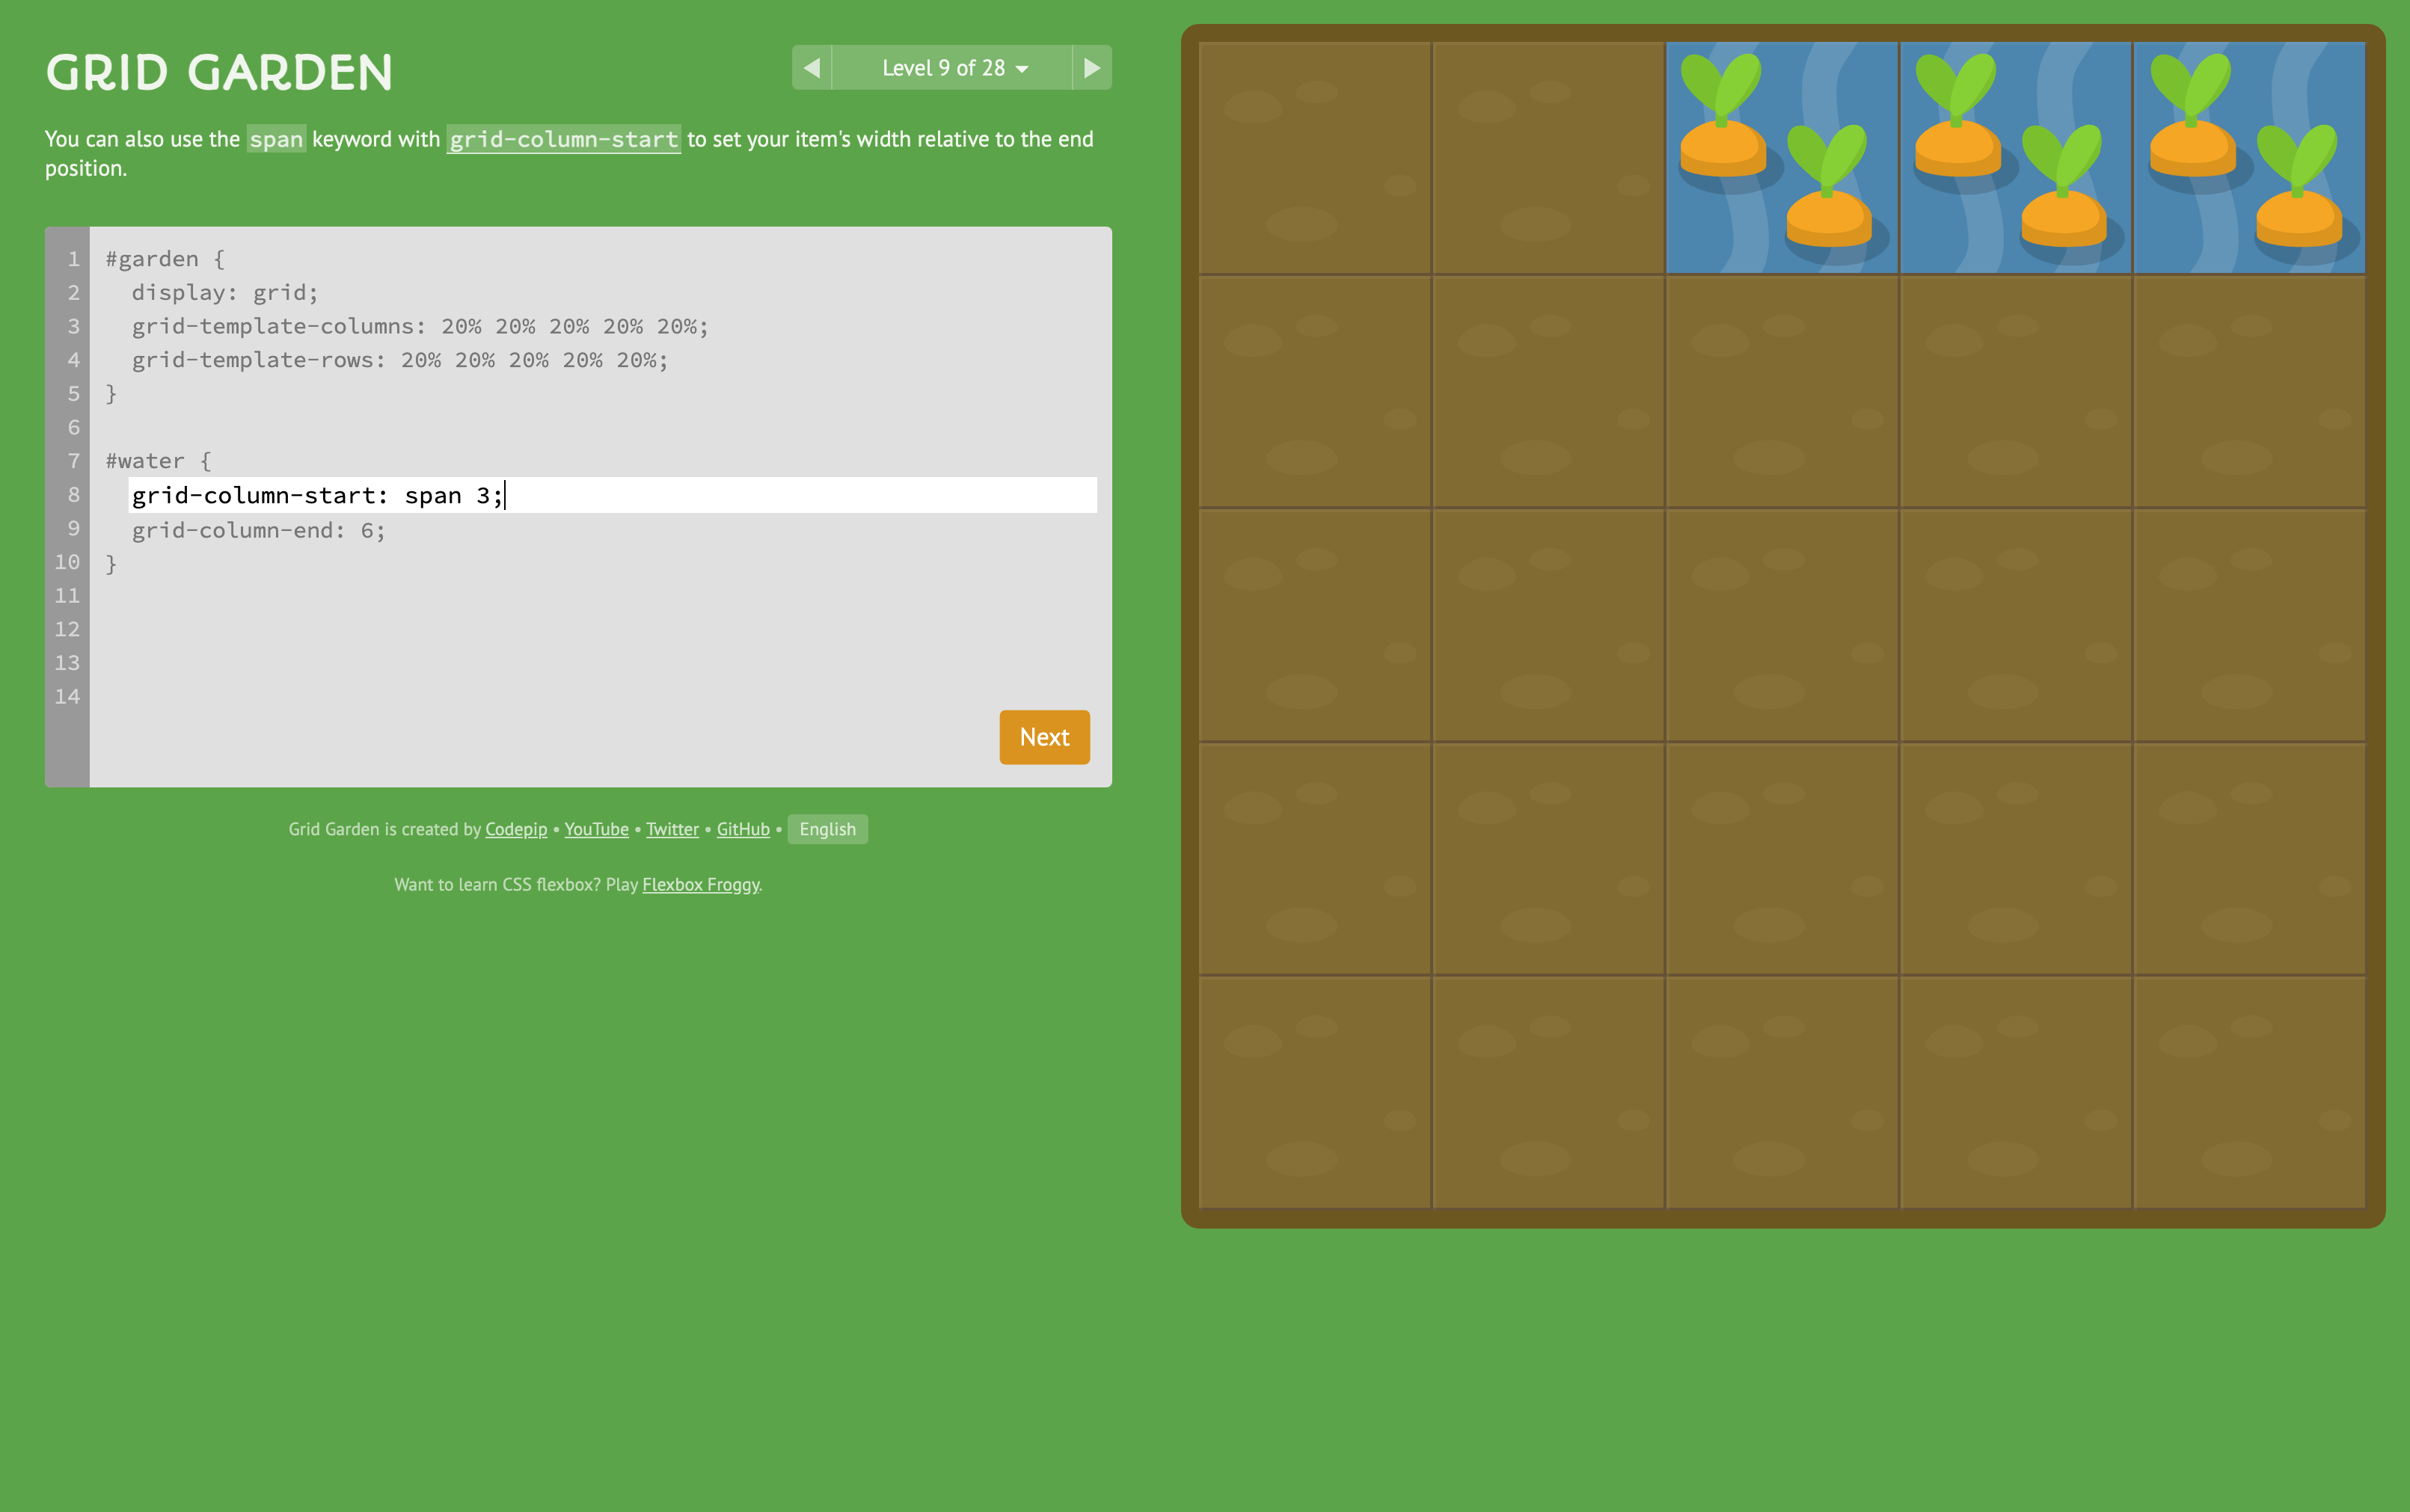 GRID GARDEN
Level 9 of 28
You can also use the span keyword with grid-column-start to set your item's width relative to the end
position.
1 #garden {
2 display: grid;
3 grid-template-columns: 20% 20% 20% 20% 20%;
4 grid-template-rows: 20% 20% 20% 20% 20%;
5 }
6
7 #water {
8 grid-column-start: span 3;
9 grid-column-end: 6;
10 }
11
12
13
14
Next
Grid Garden is created by Codepip • YouTube • Twitter • GitHub • English
Want to learn CSS flexbox? Play Flexbox Froggy.